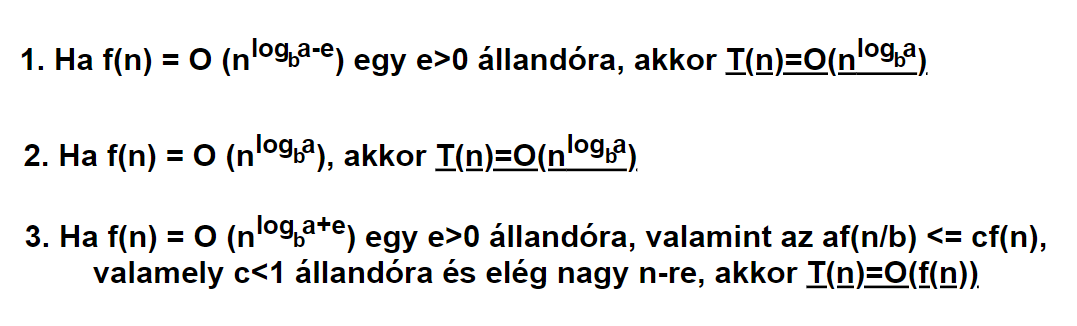 1. Ha f(n) = O (n^log_b a-e) egy e>0 állandóra, akkor T(n)=O(n^log_b a)
2. Ha f(n) = O (n^log_b a), akkor T(n)=O(n^log_b a)
3. Ha f(n) = O (n^log_b a+e) egy e>0 állandóra, valamint az af(n/b) <= cf(n),
valamely c<1 állandóra és elég nagy n-re, akkor T(n)=O(f(n))